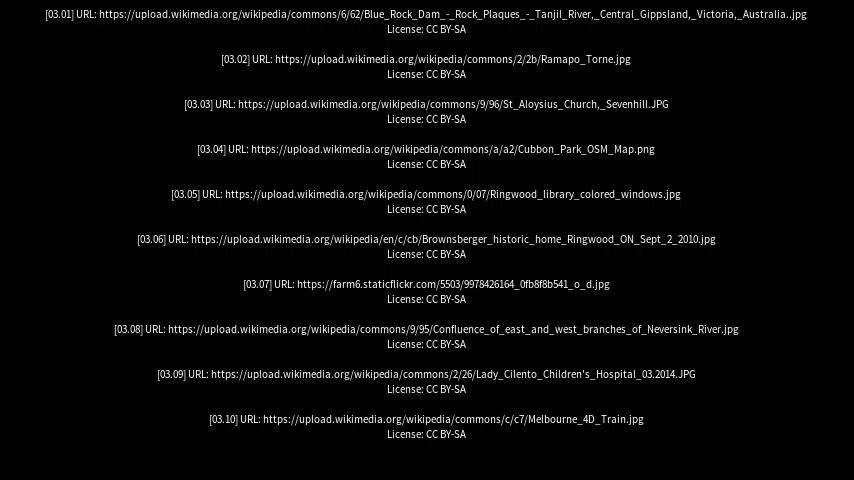 [03.01] URL: https://upload.wikimedia.org/wikipedia/commons/6/62/Blue_Rock_Dam_-_Rock_Plaques_-_Tanjil_River,_Central_Gippsland,_Victoria,_Australia..jpg
License: CC BY-SA
[03.02] URL: https://upload.wikimedia.org/wikipedia/commons/2/2b/Ramapo_Torne.jpg
License: CC BY-SA
[03.03] URL: https://upload.wikimedia.org/wikipedia/commons/9/96/St_Aloysius_Church,_Sevenhill.JPG
License: CC BY-SA
[03.04] URL: https://upload.wikimedia.org/wikipedia/commons/a/a2/Cubbon_Park_OSM_Map.png
License: CC BY-SA
[03.05] URL: https://upload.wikimedia.org/wikipedia/commons/0/07/Ringwood_library_colored_windows.jpg
License: CC BY-SA
[03.06] URL: https://upload.wikimedia.org/wikipedia/en/c/cb/Brownsberger_historic_home_Ringwood_ON_Sept_2_2010.jpg
License: CC BY-SA
[03.07] URL: https://farm6.staticflickr.com/5503/9978426164_0fb8f8b541_o_d.jpg
License: CC BY-SA
[03.08] URL: https://upload.wikimedia.org/wikipedia/commons/9/95/Confluence_of_east_and_west_branches_of_Neversink_River.jpg
License: CC BY-SA
[03.09] URL: https://upload.wikimedia.org/wikipedia/commons/2/26/Lady_Cilento_Children's_Hospital_03.2014.JPG
License: CC BY-SA
[03.10] URL: https://upload.wikimedia.org/wikipedia/commons/c/c7/Melbourne_4D_Train.jpg
License: CC BY-SA